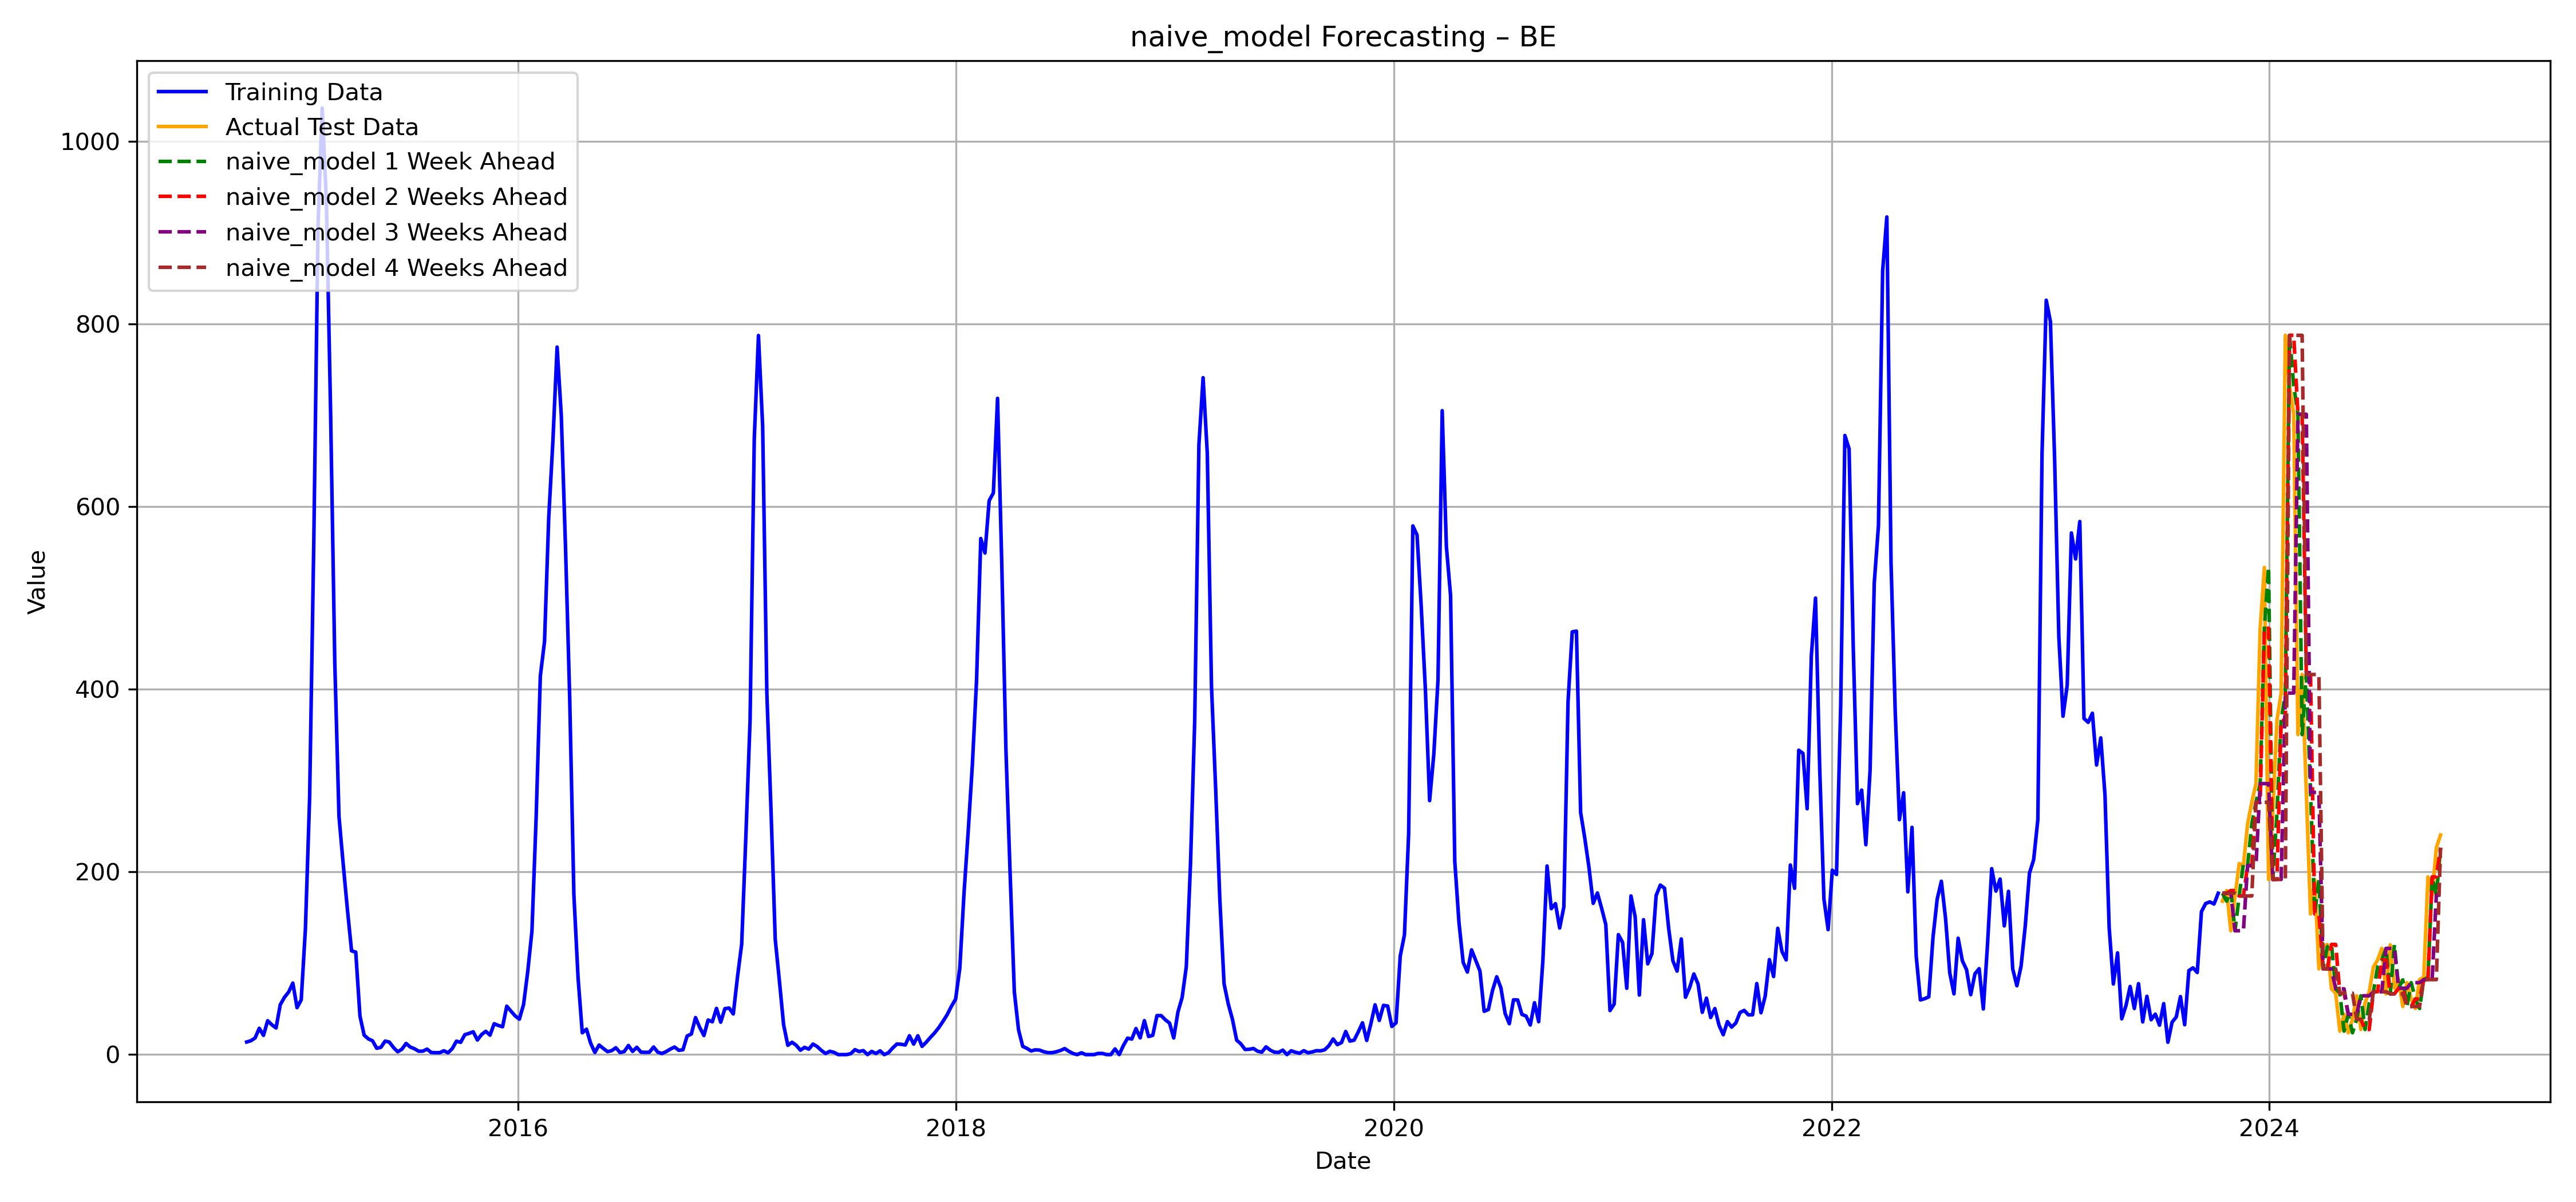 naive_model Forecasting – BE
Training Data
Actual Test Data
naive_model 1 Week Ahead
naive_model 2 Weeks Ahead
naive_model 3 Weeks Ahead
naive_model 4 Weeks Ahead
1000
800
600
400
200
0
Value
2016
2018
2020
2022
2024
Date